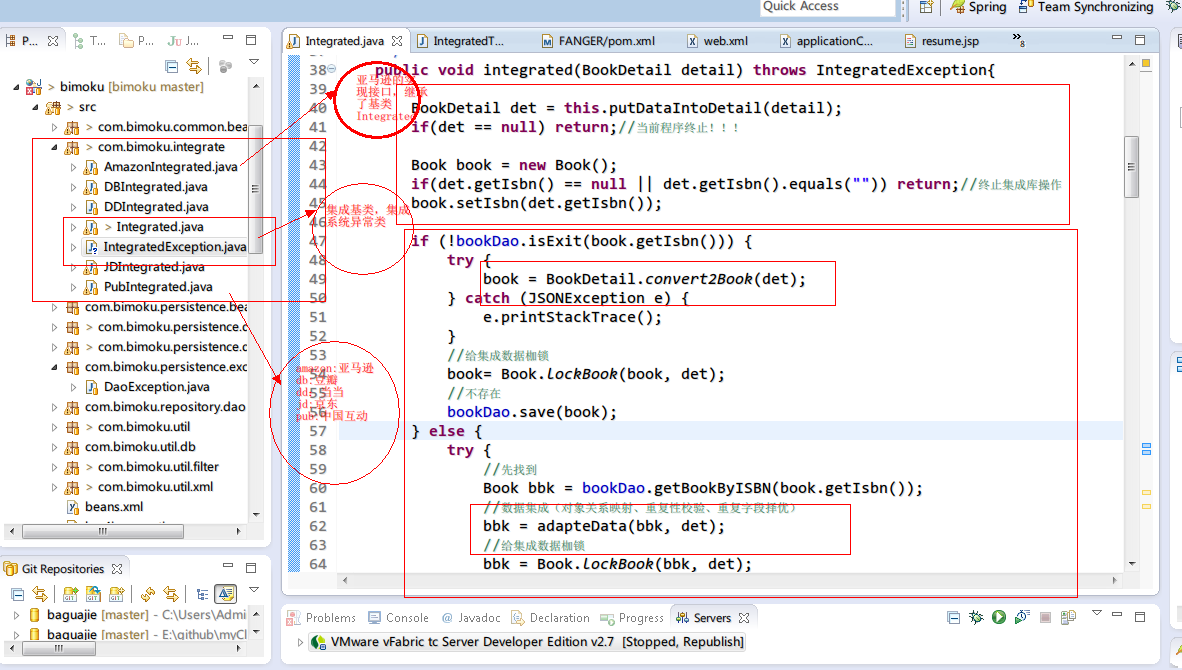 Quick Access
Spring
Team Synchronizing
P...
T...
P...
J...
Integrated.java
IntegratedT...
FANGER/pom.xml
web.xml
applicationC...
resume.jsp
»8
> bimoku [bimoku master]
> src
> com.bimoku.common.bea
> com.bimoku.integrate
AmazonIntegrated.java
DBIntegrated.java
DDIntegrated.java
> Integrated.java
IntegratedException.java
JDIntegrated.java
PubIntegrated.java
com.bimoku.persistence.bea
> com.bimoku.persistence.c
> com.bimoku.persistence.c
com.bimoku.persistence.exc
DaoException.java
com.bimoku.repository.dao
> com.bimoku.util
com.bimoku.util.db
> com.bimoku.util.filter
> com.bimoku.util.xml
beans.xml
38 public void integrated(BookDetail detail) throws IntegratedException{
39
40 BookDetail det = this.putDataIntoDetail(detail);
41 if(det == null) return;//当前程序终止!!!
42
43 Book book = new Book();
44 if(det.getIsbn() == null || det.getIsbn().equals("")) return;//终止集成库操作
45 book.setIsbn(det.getIsbn());
46
47 if (!bookDao.isExit(book.getIsbn())) {
48 try {
49 book = BookDetail.convert2Book(det);
50 } catch (JSONException e) {
51 e.printStackTrace();
52 }
53 //给集成数据枷锁
54 book= Book.lockBook(book, det);
55 //不存在
56 bookDao.save(book);
57 } else {
58 try {
59 //先找到
60 Book bbk = bookDao.getBookByISBN(book.getIsbn());
61 //数据集成(对象关系映射、重复性校验、重复字段择优)
62 bbk = adapteData(bbk, det);
63 //给集成数据枷锁
64 bbk = Book.lockBook(bbk, det);
亚马逊的实
现接口,继承
了基类
Integrated
集成基类,集成
系统异常类
amazon:亚马逊
db:豆瓣
dd:当当
jd:京东
pub:中国互动
Git Repositories
baguajie [master] - C:\Users\Admi
baguajie [master] - E:\github\myCl
Problems
Console
Javadoc
Declaration
Progress
Servers
VMware vFabric tc Server Developer Edition v2.7 [Stopped, Republish]